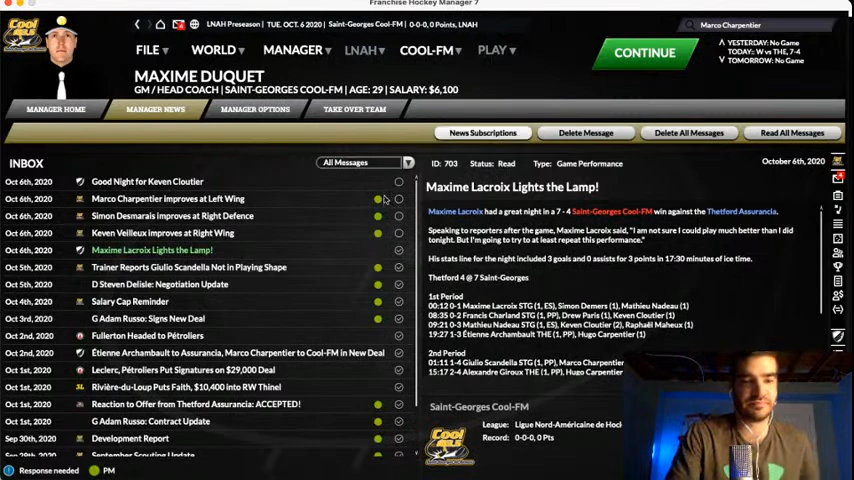 Franchise Hockey Manager 7
LNAH Preseason | TUE. OCT. 6 2020 | Saint-Georges Cool-FM | 0-0-0, 0 Points, LNAH
Marco Charpentier
FILE WORLD MANAGER LNAH COOL-FM PLAY
CONTINUE
YESTERDAY: No Game
TODAY: W vs THE, 7-4
TOMORROW: No Game
MAXIME DUQUET
GM / HEAD COACH | SAINT-GEORGES COOL-FM | AGE: 29 | SALARY: $6,100
MANAGER HOME MANAGER NEWS MANAGER OPTIONS TAKE OVER TEAM
News Subscriptions Delete Message Delete All Messages Read All Messages
INBOX All Messages
Oct 6th, 2020 Good Night for Keven Cloutier
Oct 6th, 2020 Marco Charpentier improves at Left Wing
Oct 6th, 2020 Simon Desmarais improves at Right Defence
Oct 6th, 2020 Keven Veilleux improves at Right Wing
Oct 6th, 2020 Maxime Lacroix Lights the Lamp!
Oct 5th, 2020 Trainer Reports Giulio Scandella Not in Playing Shape
Oct 5th, 2020 D Steven Delisle: Negotiation Update
Oct 4th, 2020 Salary Cap Reminder
Oct 3rd, 2020 G Adam Russo: Signs New Deal
Oct 2nd, 2020 Fullerton Headed to Pétroliers
Oct 2nd, 2020 Étienne Archambault to Assurancia, Marco Charpentier to Cool-FM in New Deal
Oct 1st, 2020 Leclerc, Pétroliers Put Signatures on $29,000 Deal
Oct 1st, 2020 Rivière-du-Loup Puts Faith, $10,400 into RW Thinel
Oct 1st, 2020 Reaction to Offer from Thetford Assurancia: ACCEPTED!
Oct 1st, 2020 G Adam Russo: Contract Update
Sep 30th, 2020 Development Report
September Scouting Update
Response needed PM
ID: 703 Status: Read Type: Game Performance October 6th, 2020
Maxime Lacroix Lights the Lamp!
Maxime Lacroix had a great night in a 7 - 4 Saint-Georges Cool-FM win against the Thetford Assurancia.
Speaking to reporters after the game, Maxime Lacroix said, "I am not sure I could play much better than I did
tonight. But I'm going to try to at least repeat this performance."
His stats line for the night included 3 goals and 0 assists for 3 points in 17:30 minutes of ice time.
Thetford 4 @ 7 Saint-Georges
1st Period
00:12 0-1 Maxime Lacroix STG (1, ES), Simon Demers (1), Mathieu Nadeau (1)
08:35 0-2 Francis Charland STG (1, PP), Drew Paris (1), Keven Cloutier (1)
09:21 0-3 Mathieu Nadeau STG (1, ES), Keven Cloutier (2), Raphaël Maheux (1)
19:27 1-3 Étienne Archambault THE (1, PP), Hugo Carpentier (1)
2nd Period
01:11 1-4 Giulio Scandella STG (1, PP), Marco Charpentier
15:17 2-4 Alexandre Giroux THE (1, PP), Hugo Carpentier
Saint-Georges Cool-FM
League: Ligue Nord-Américaine de Hoc
Record: 0-0-0, 0 Pts